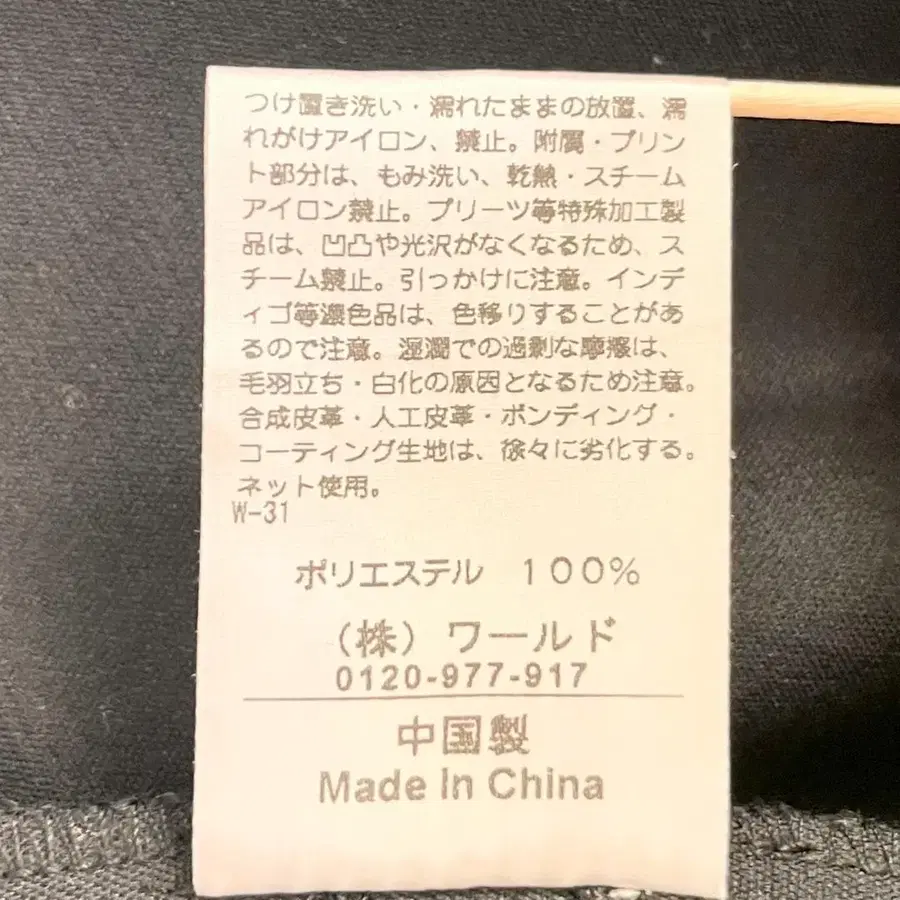 つけ置き洗い・濡れたままの放置、濡
れがけアイロン、禁止。附属・プリン
ト部分は、もみ洗い、乾熱・スチーム
アイロン禁止。プリーツ等特殊加工製
品は、凹凸や光沢がなくなるため、ス
チーム禁止。引っかけに注意。インデ
ィゴ等濃色品は、色移りすることがあ
るので注意。湿潤での過剰な摩擦は、
毛羽立ち・白化の原因となるため注意。
合成皮革・人工皮革・ボンディング・
コーティング生地は、徐々に劣化する。
ネット使用。
W-31
ポリエステル 100%
(株) ワールド
0120-977-917
中国製
Made In China